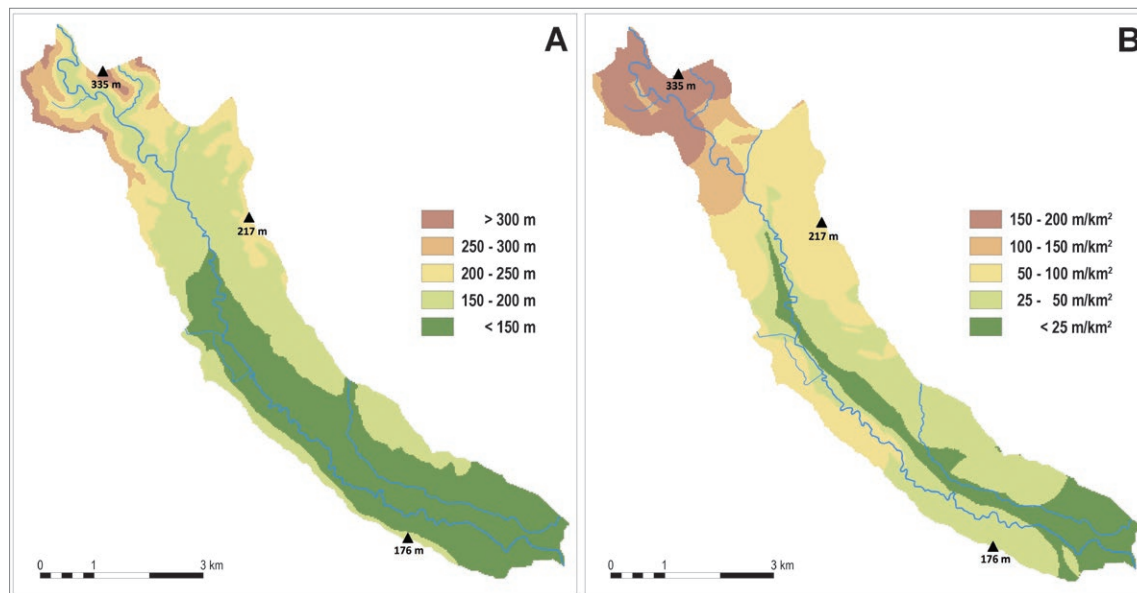 A
335 m
217 m
> 300 m
250 - 300 m
200 - 250 m
150 - 200 m
< 150 m
176 m
0 1 3 km
B
335 m
217 m
150 - 200 m/km²
100 - 150 m/km²
50 - 100 m/km²
25 - 50 m/km²
< 25 m/km²
176 m
0 1 3 km